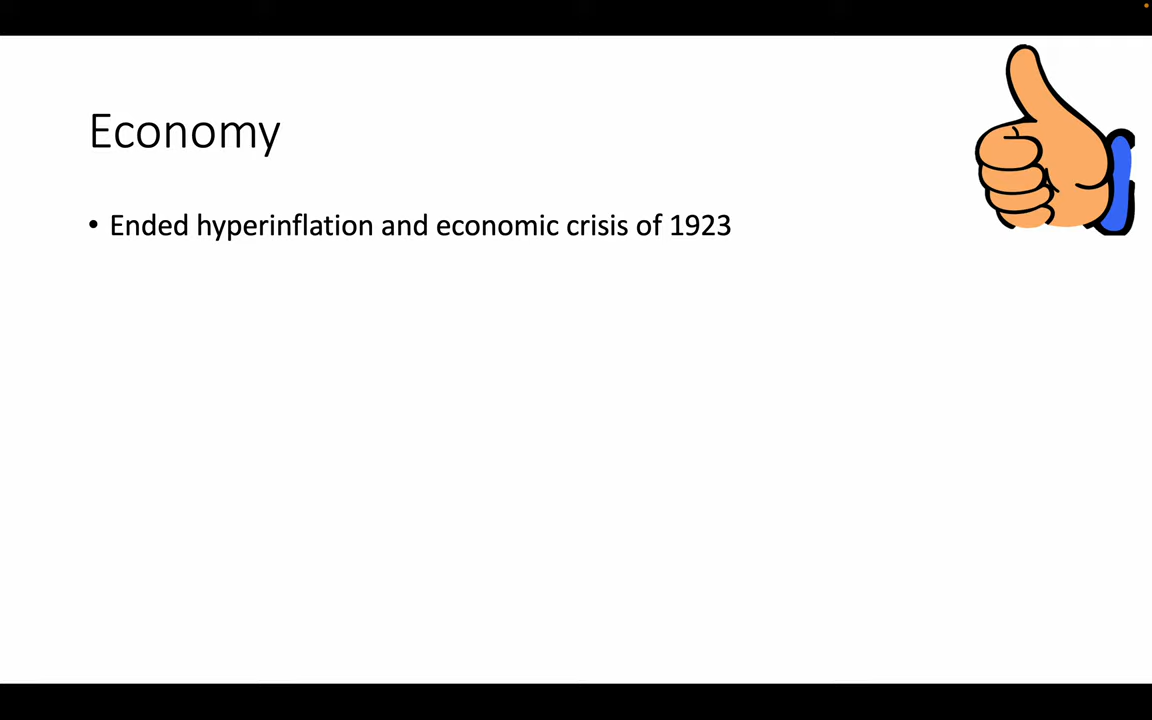 Economy
• Ended hyperinflation and economic crisis of 1923